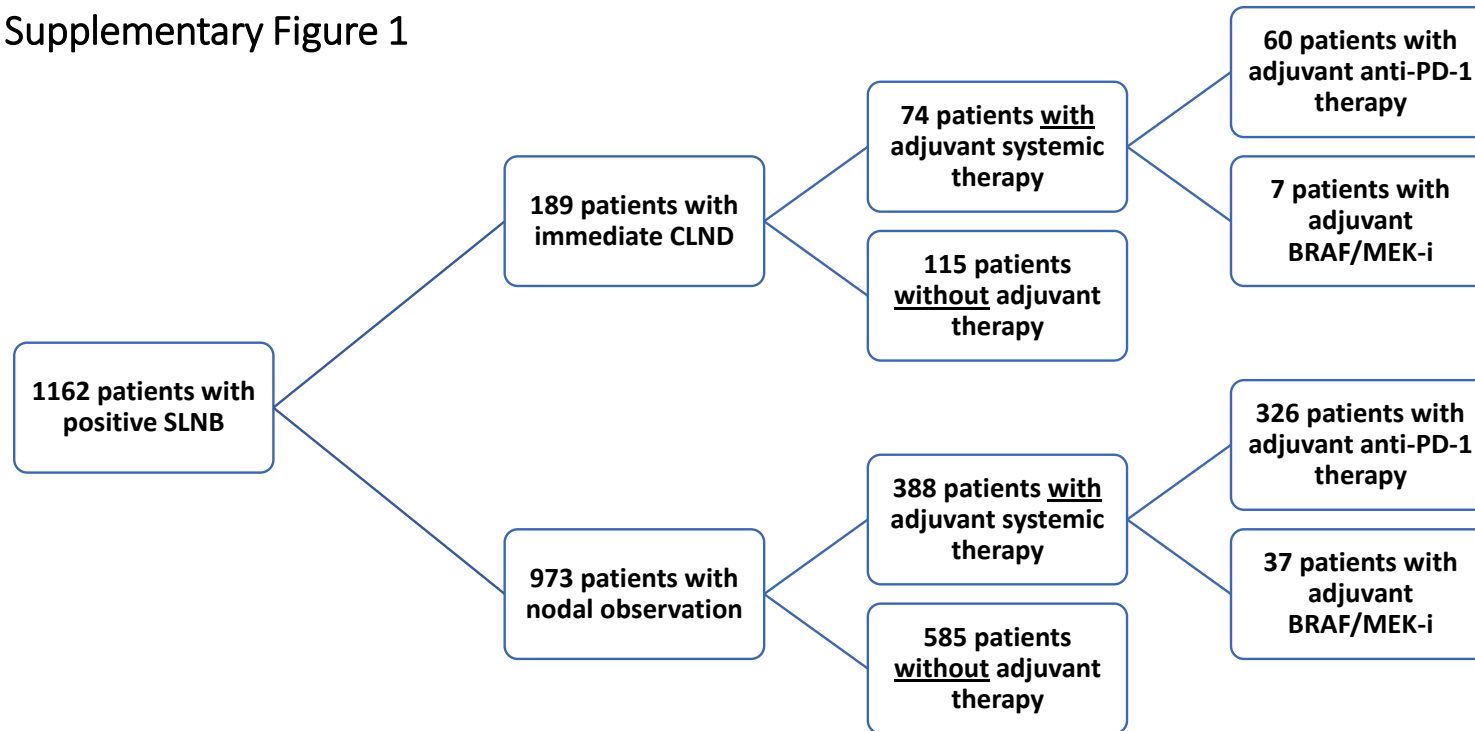 Supplementary Figure 1
1162 patients with
positive SLNB
189 patients with
immediate CLND
74 patients with
adjuvant systemic
therapy
60 patients with
adjuvant anti-PD-1
therapy
7 patients with
adjuvant
BRAF/MEK-i
115 patients
without adjuvant
therapy
973 patients with
nodal observation
388 patients with
adjuvant systemic
therapy
326 patients with
adjuvant anti-PD-1
therapy
37 patients with
adjuvant
BRAF/MEK-i
585 patients
without adjuvant
therapy